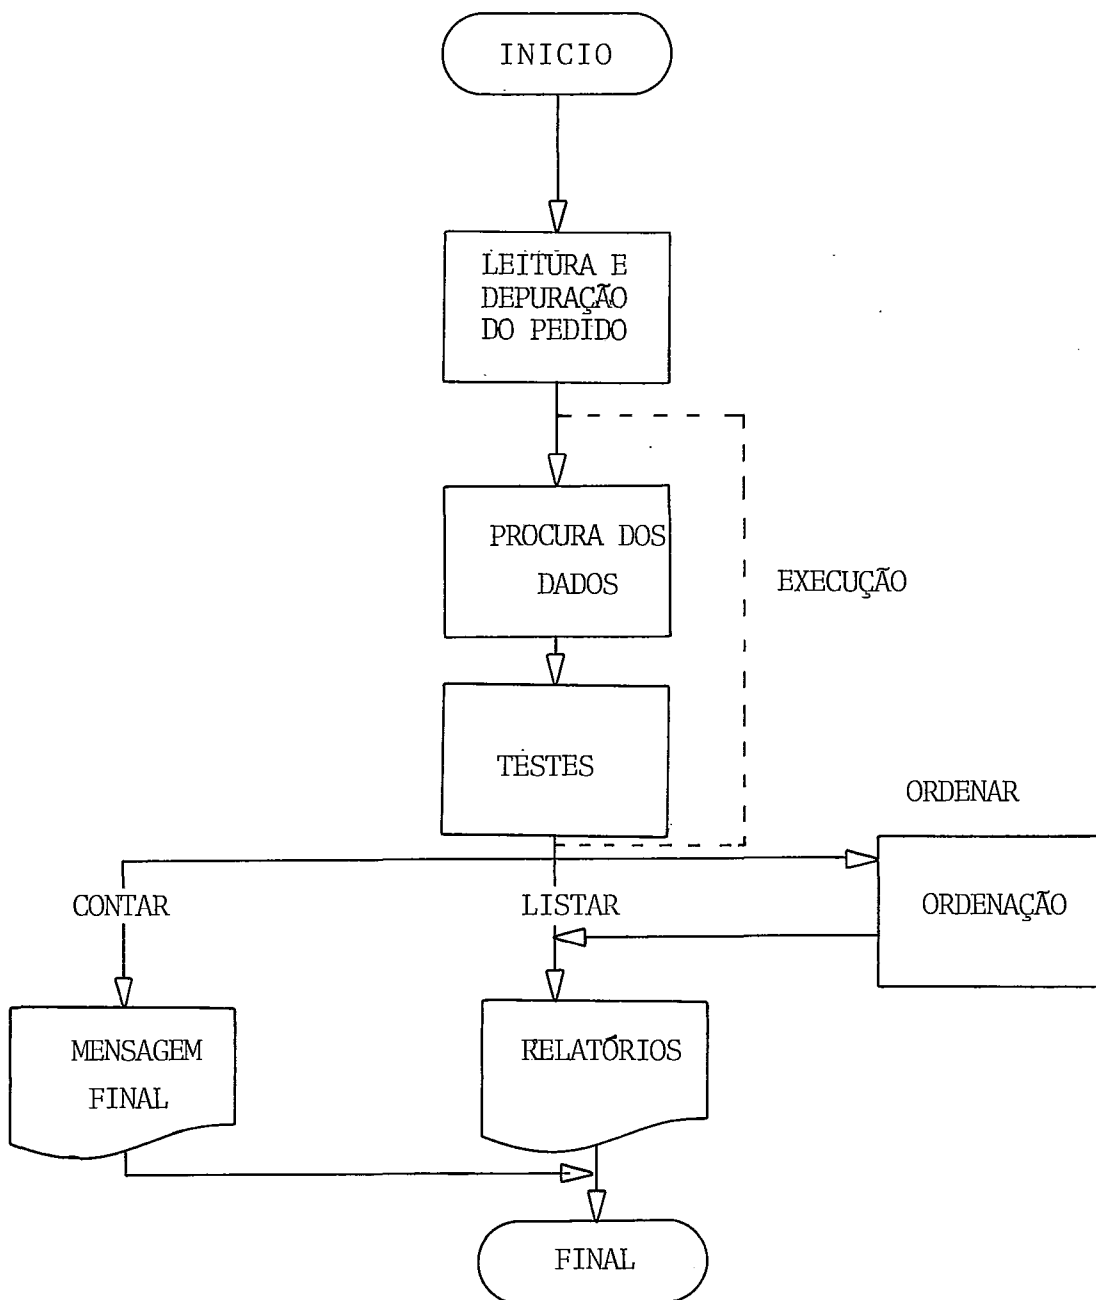 INICIO
LEITURA E
DEPURAÇÃO
DO PEDIDO
PROCURA DOS
DADOS
EXECUÇÃO
TESTES
ORDENAR
CONTAR
LISTAR
ORDENAÇÃO
MENSAGEM
FINAL
RELATÓRIOS
FINAL